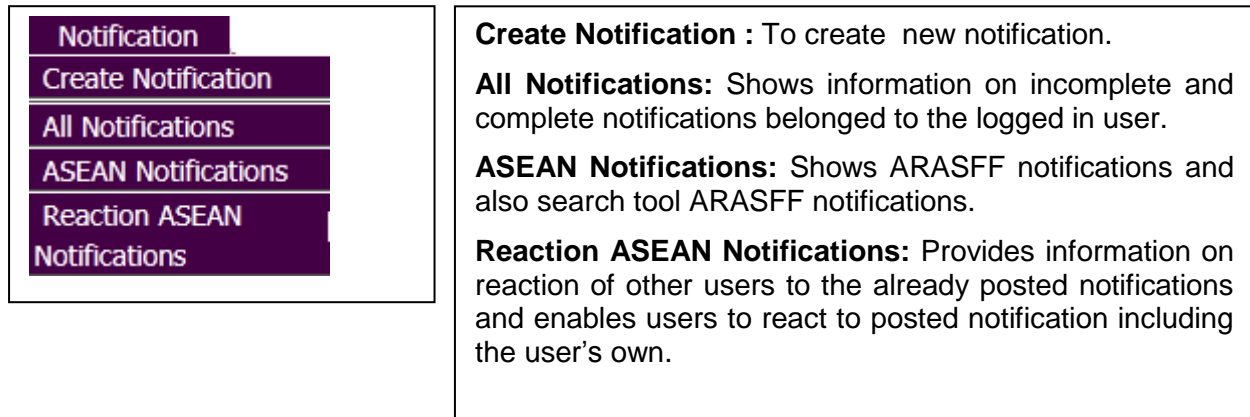 Notification
Create Notification
All Notifications
ASEAN Notifications
Reaction ASEAN
Notifications
Create Notification : To create new notification.
All Notifications: Shows information on incomplete and
complete notifications belonged to the logged in user.
ASEAN Notifications: Shows ARASFF notifications and
also search tool ARASFF notifications.
Reaction ASEAN Notifications: Provides information on
reaction of other users to the already posted notifications
and enables users to react to posted notification including
the user’s own.